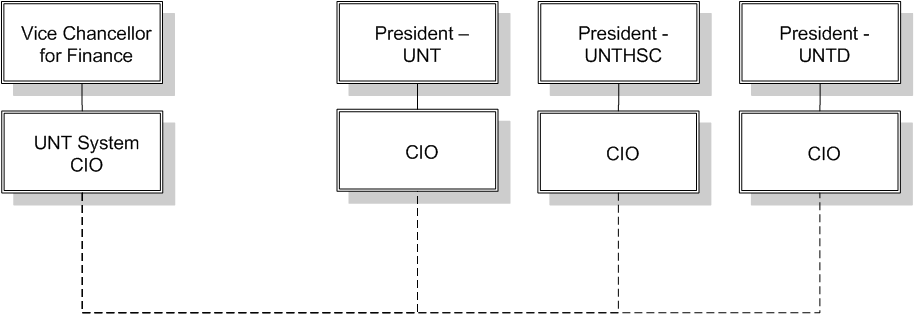 Vice Chancellor
for Finance
President –
UNT
President -
UNTHSC
President -
UNTD
UNT System
CIO
CIO
CIO
CIO